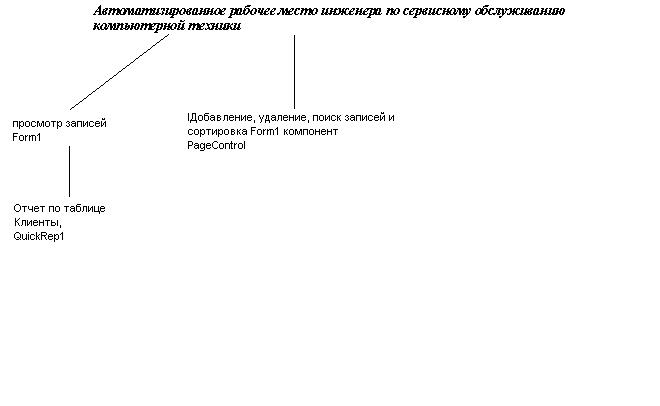 Автоматизированное рабочее место инженера по сервисному обслуживанию
компьютерной техники
просмотр записей
Form1
lДобавление, удаление, поиск записей и
сортировка Form1 компонент
PageControl
Отчет по таблице
Клиенты,
QuickRep1